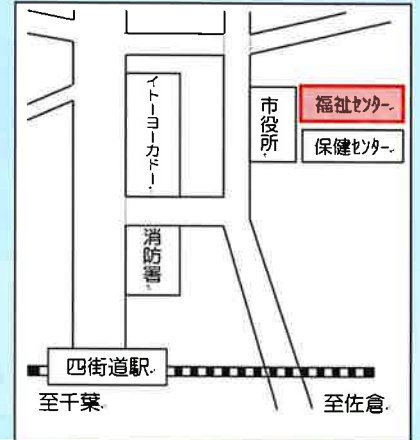 イトーヨーカドー
市役所
福祉センター
保健センター
消防署
四街道駅
至千葉
至佐倉